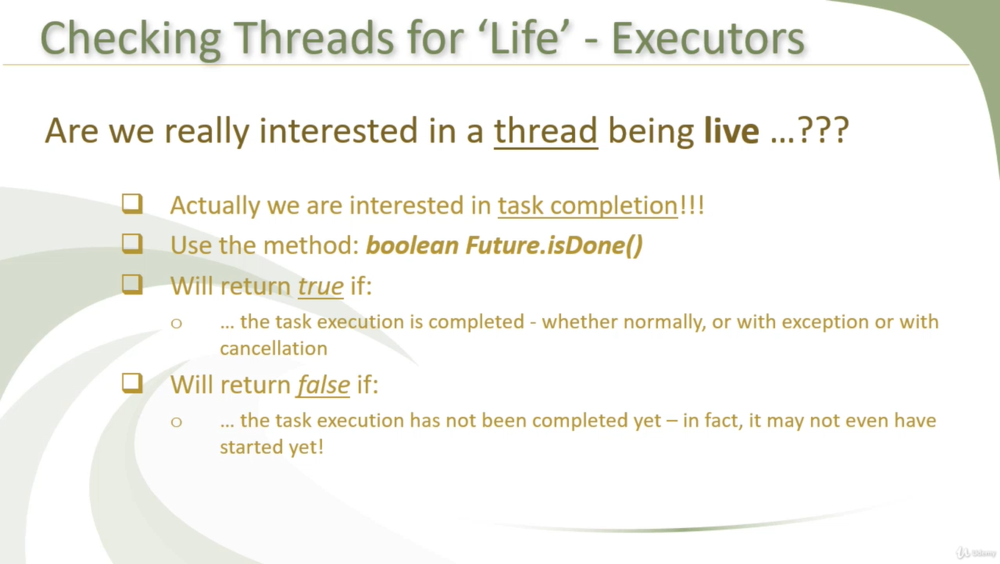 Checking Threads for ‘Life’ - Executors
Are we really interested in a thread being live ...???
❑ Actually we are interested in task completion!!!
❑ Use the method: boolean Future.isDone()
❑ Will return true if:
o ... the task execution is completed - whether normally, or with exception or with
cancellation
❑ Will return false if:
o ... the task execution has not been completed yet – in fact, it may not even have
started yet!
Udemy